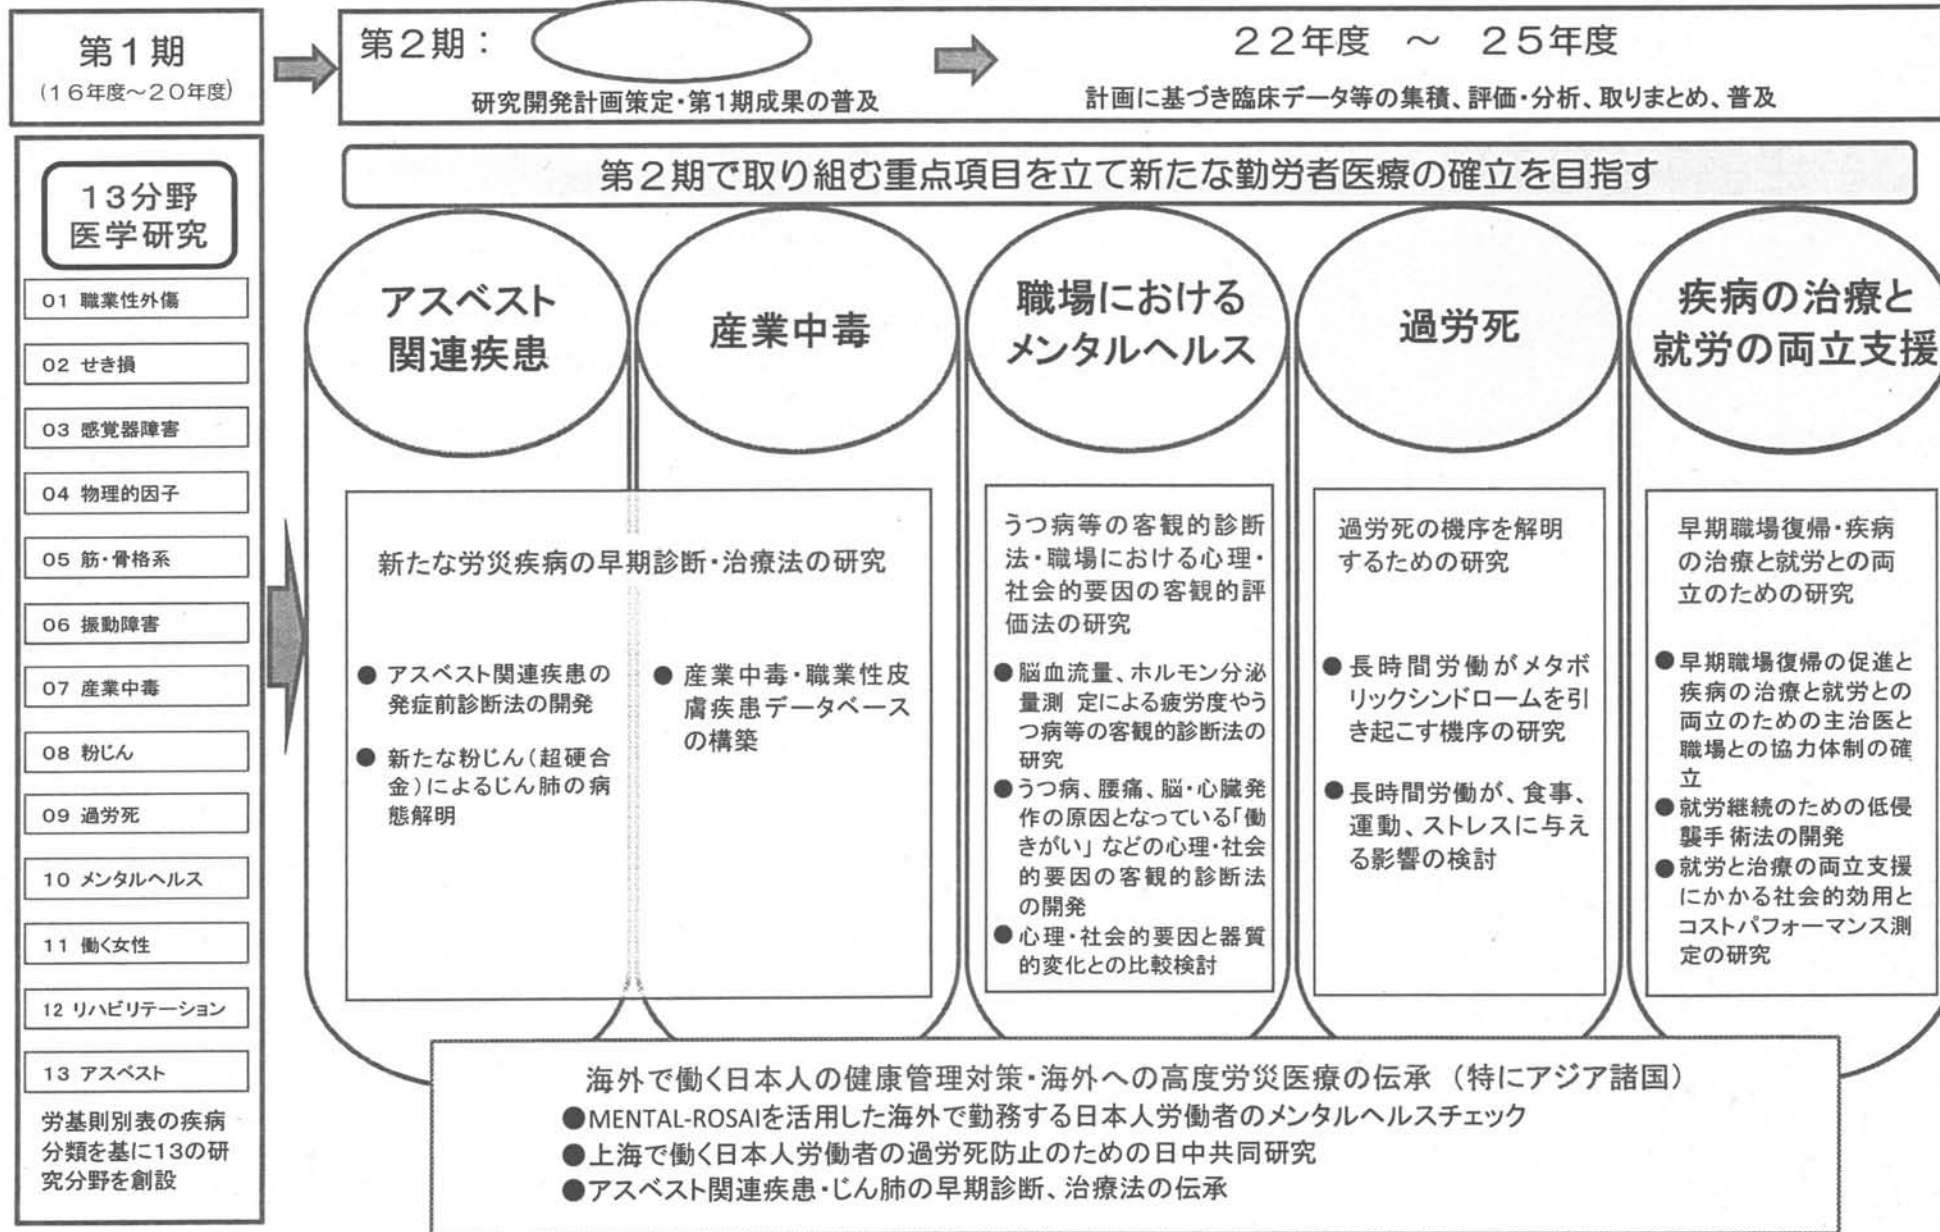 第1期
(16年度～20年度)
第2期：
研究開発計画策定・第1期成果の普及
22年度 ～ 25年度
計画に基づき臨床データ等の集積、評価・分析、取りまとめ、普及
13分野
医学研究
01 職業性外傷
02 せき損
03 感覚器障害
04 物理的因子
05 筋・骨格系
06 振動障害
07 産業中毒
08 粉じん
09 過労死
10 メンタルヘルス
11 働く女性
12 リハビリテーション
13 アスベスト
労基則別表の疾病
分類を基に13の研
究分野を創設
第2期で取り組む重点項目を立て新たな勤労者医療の確立を目指す
アスベスト
関連疾患
産業中毒
職場における
メンタルヘルス
過労死
疾病の治療と
就労の両立支援
新たな労災疾病の早期診断・治療法の研究
● アスベスト関連疾患の
発症前診断法の開発
● 新たな粉じん（超硬合
金）によるじん肺の病
態解明
● 産業中毒・職業性皮
膚疾患データベース
の構築
うつ病等の客観的診断
法・職場における心理・
社会的要因の客観的評
価法の研究
●脳血流量、ホルモン分泌
量測 定による疲労度やう
つ病等の客観的診断法の
研究
●うつ病、腰痛、脳・心臓発
作の原因となっている「働
きがい」などの心理・社会
的要因の客観的診断法
の開発
●心理・社会的要因と器質
的変化との比較検討
過労死の機序を解明
するための研究
●長時間労働がメタボ
リックシンドロームを引
き起こす機序の研究
●長時間労働が、食事、
運動、ストレスに与え
る影響の検討
早期職場復帰・疾病
の治療と就労との両
立のための研究
●早期職場復帰の促進と
疾病の治療と就労との
両立のための主治医と
職場との協力体制の確
立
●就労継続のための低侵
襲手術法の開発
●就労と治療の両立支援
にかかる社会的効用と
コストパフォーマンス測
定の研究
海外で働く日本人の健康管理対策・海外への高度労災医療の伝承 （特にアジア諸国）
●MENTAL-ROSAIを活用した海外で勤務する日本人労働者のメンタルヘルスチェック
●上海で働く日本人労働者の過労死防止のための日中共同研究
●アスベスト関連疾患・じん肺の早期診断、治療法の伝承